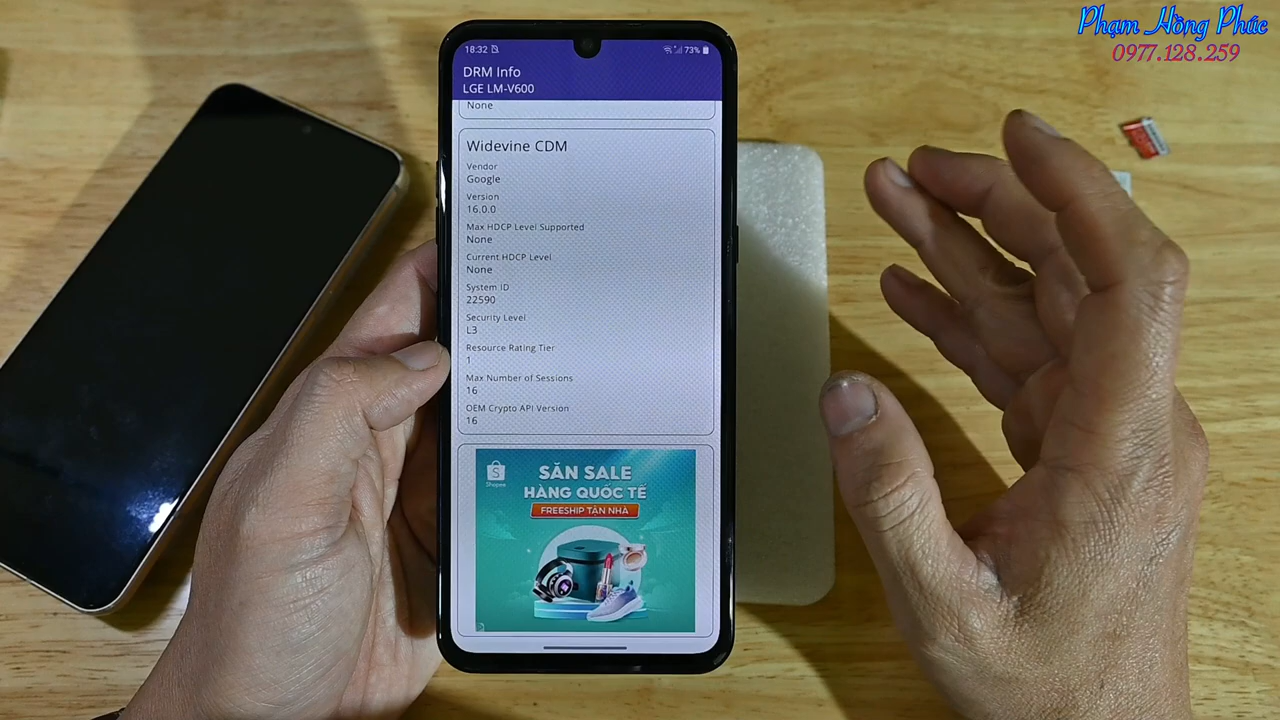 Phạm Hồng Phúc
0977.128.259
18:32
73%
DRM Info
LGE LM-V600
None
Widevine CDM
Vendor
Google
Version
16.0.0
Max HDCP Level Supported
None
Current HDCP Level
None
System ID
22590
Security Level
L3
Resource Rating Tier
1
Max Number of Sessions
16
OEM Crypto API Version
16
S
Shopee
SĂN SALE
HÀNG QUỐC TẾ
FREESHIP TẬN NHÀ